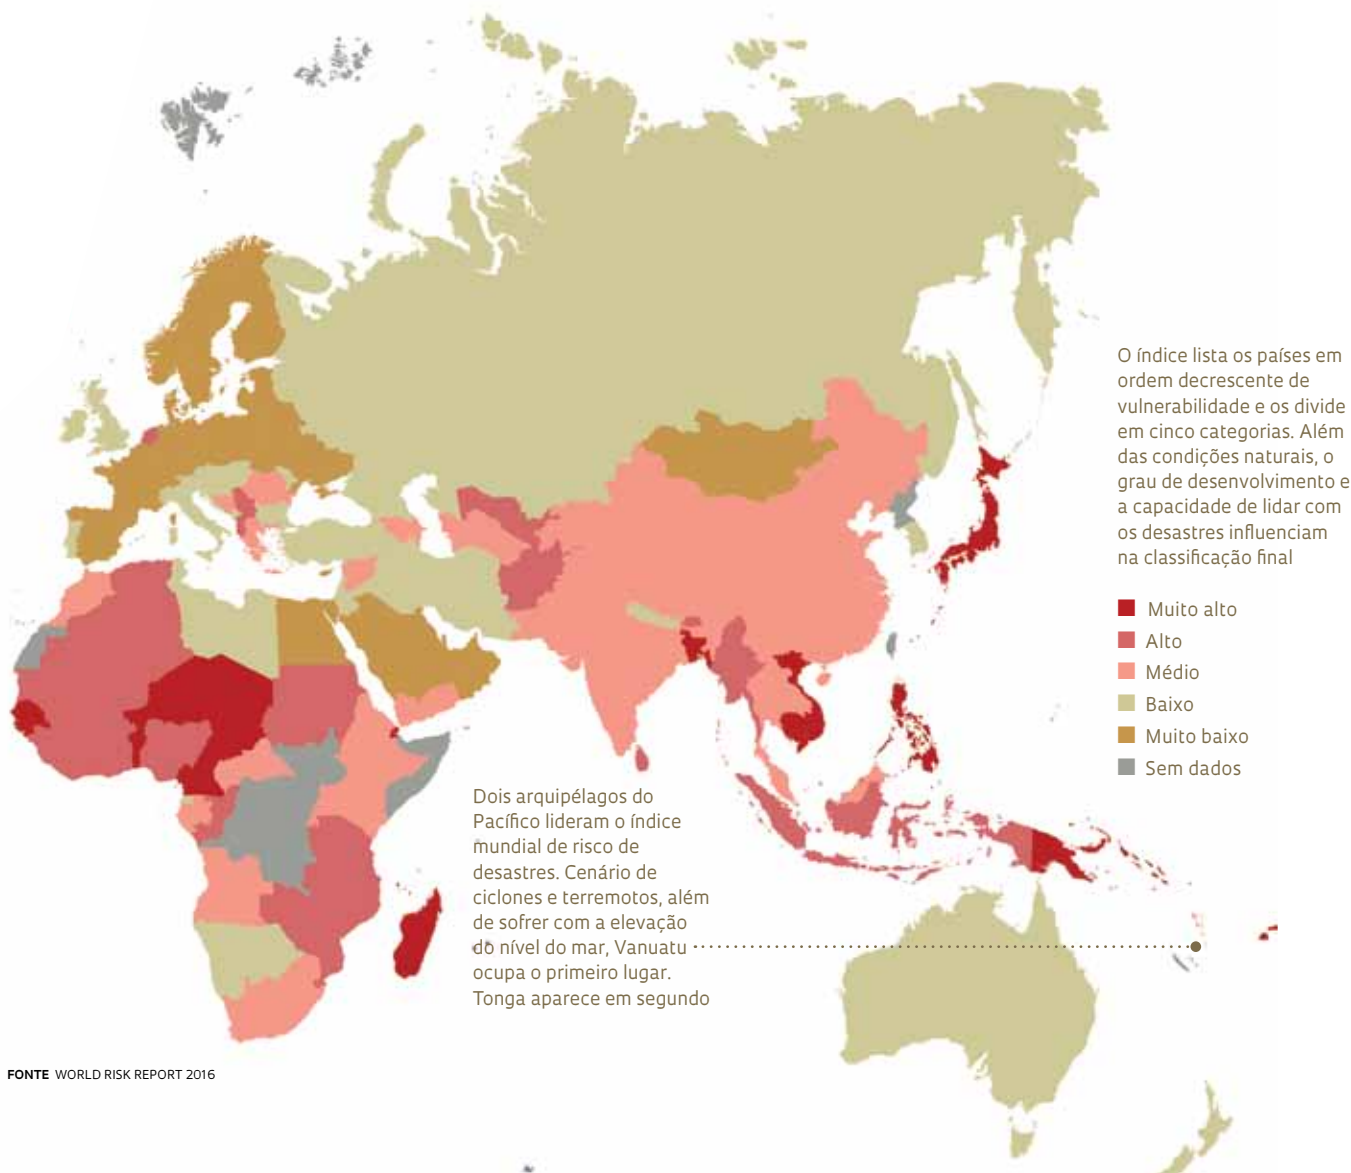 O índice lista os países em
ordem decrescente de
vulnerabilidade e os divide
em cinco categorias. Além
das condições naturais, o
grau de desenvolvimento e
a capacidade de lidar com
os desastres influenciam
na classificação final
Muito alto
Alto
Médio
Baixo
Muito baixo
Sem dados
Dois arquipélagos do
Pacífico lideram o índice
mundial de risco de
desastres. Cenário de
ciclones e terremotos, além
de sofrer com a elevação
do nível do mar, Vanuatu
ocupa o primeiro lugar.
Tonga aparece em segundo
FONTE WORLD RISK REPORT 2016